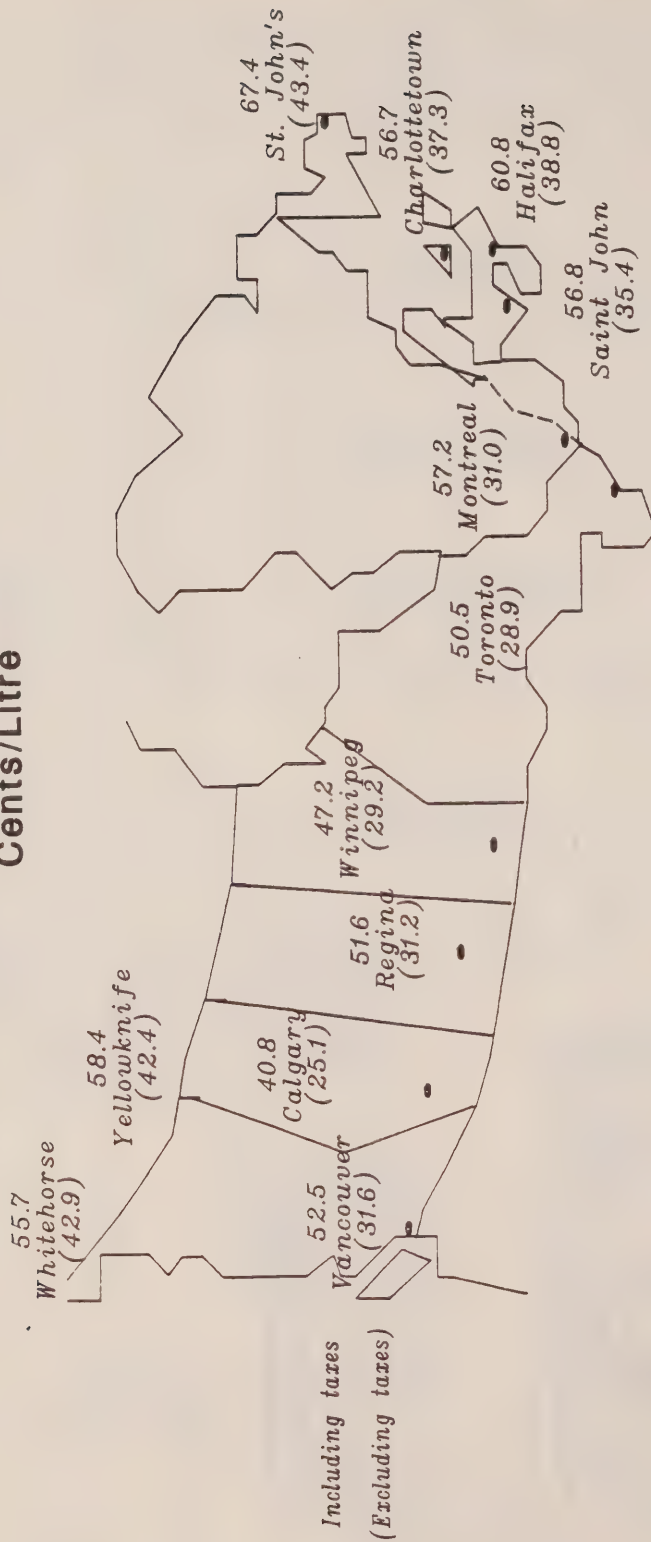 Cents/Litre
55.7
Whitehorse
(42.9)
58.4
Yellowknife
(42.4)
67.4
St. John's
(43.4)
56.7
Charlottetown
(37.3)
60.8
Halifax
(38.8)
56.8
Saint John
(35.4)
57.2
Montreal
(31.0)
50.5
Toronto
(28.9)
47.2
Winnipeg
(29.2)
51.6
Regina
(31.2)
40.8
Calgary
(25.1)
52.5
Vancouver
(31.6)
Including taxes
(Excluding taxes)